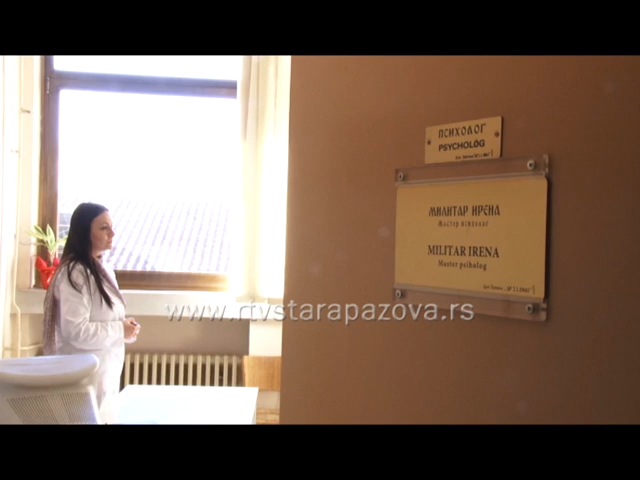 ПСИХОЛОГ
PSYCHOLOG
МИЛИТАР ИРЕНА
Мастер психолог
MILITAR IRENA
Master psiholog
www.rtvstarapazova.rs